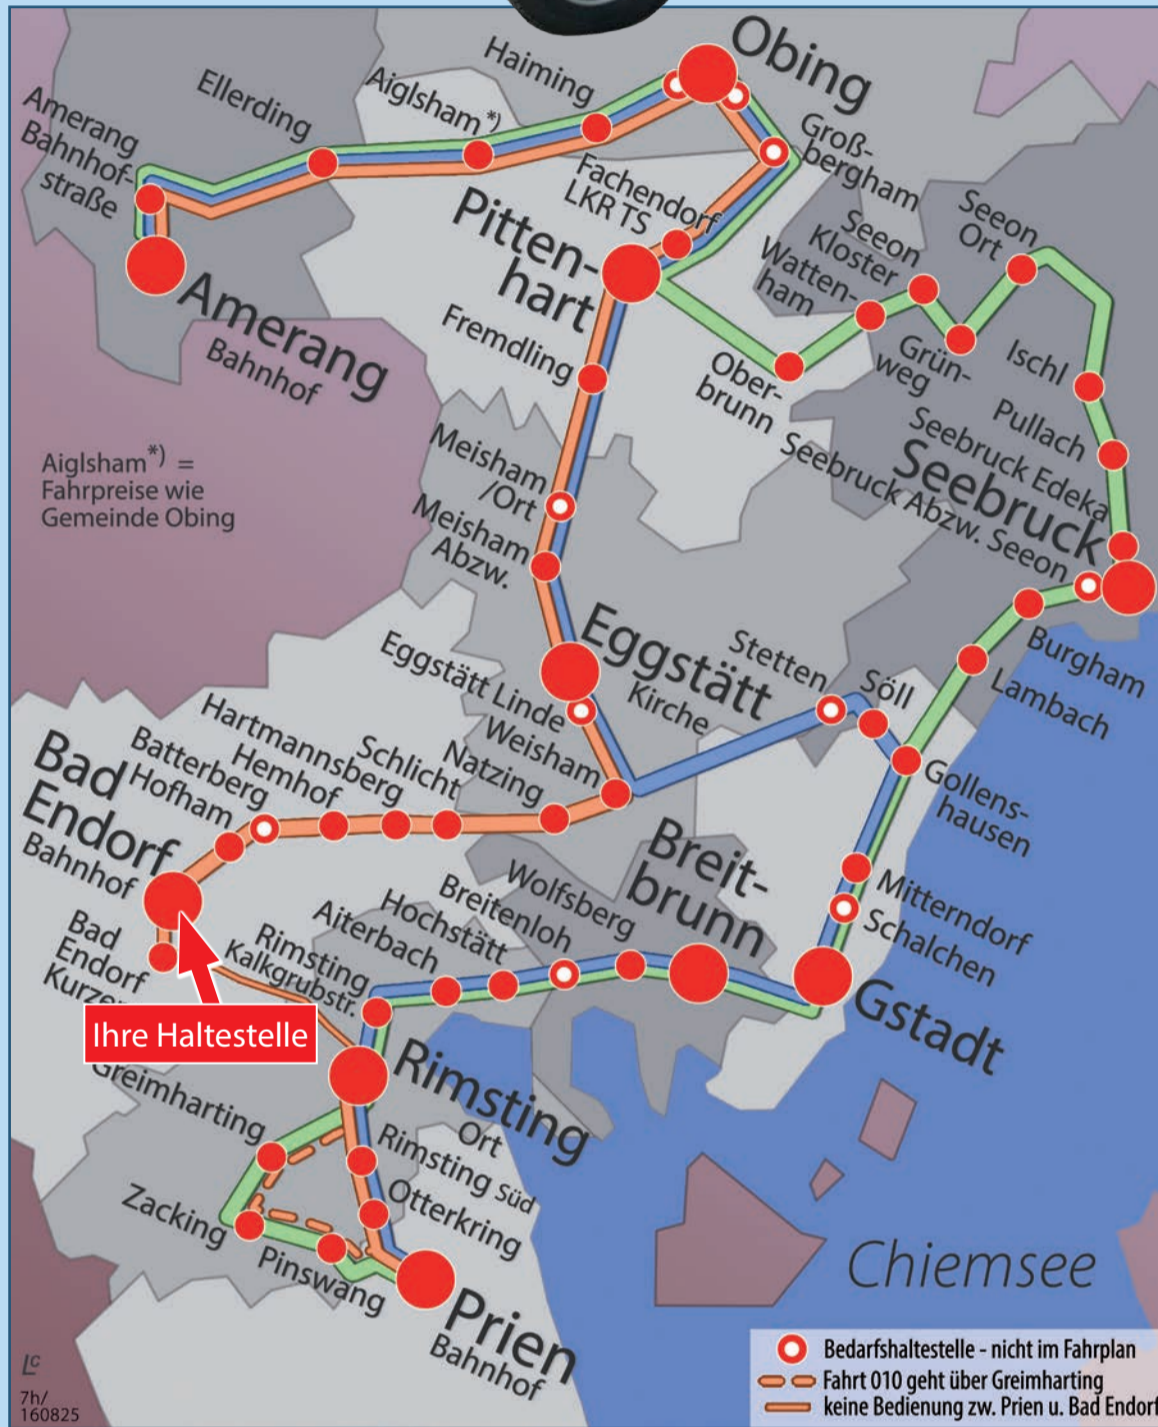 Obing
Haiming
Aiglsham*)
Ellerding
Amerang
Bahnhof-
straße
Groß-
bergham
Fachendorf
LKR TS
Pitten-
hart
Seeon
Ort
Seeon
Kloster
Watten-
ham
Amerang
Bahnhof
Fremdling
Ober-
brunn
Grün-
weg
Ischl
Pullach
Seebruck Edeka
Seebruck
Seebruck Abzw. Seeon
Aiglsham*) =
Fahrpreise wie
Gemeinde Obing
Meisham
/Ort
Meisham
Abzw.
Eggstätt
Kirche
Eggstätt Linde
Weisham
Natzing
Schlicht
Hartmannsberg
Hemhof
Batterberg
Hofham
Stetten
Söll
Burgham
Lambach
Gollens-
hausen
Bad
Endorf
Bahnhof
Breit-
brunn
Mitterndorf
Schalchen
Wolfsberg
Breitenloh
Hochstätt
Aiterbach
Rimsting
Kalkgrubstr.
Bad
Endorf
Gstadt
Ihre Haltestelle
Rimsting
Ort
Greimharting
Rimsting Süd
Otterkring
Zacking
Pinswang
Prien
Bahnhof
Chiemsee
Bedarfshaltestelle - nicht im Fahrplan
Fahrt 010 geht über Greimharting
keine Bedienung zw. Prien u. Bad Endorf
LC
7h/
160825